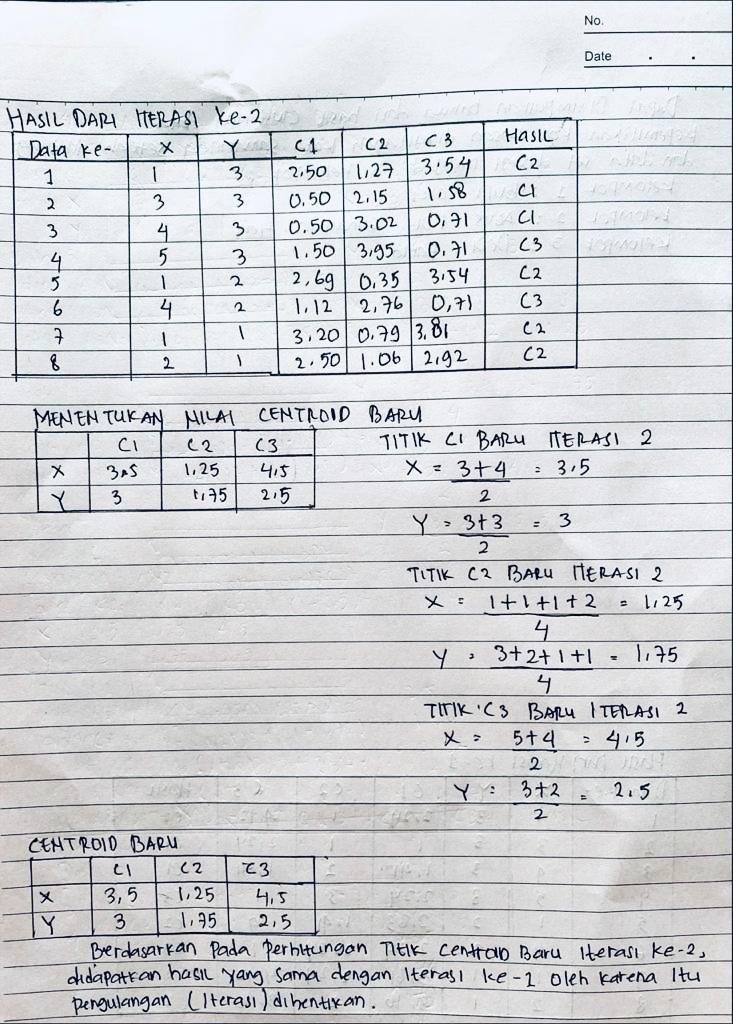 No.
Date . .
HASIL DARI ITERASI ke-2
Data ke- X Y C1 C2 C3 HASIL
1 1 3 2,50 1,27 3,54 C2
2 3 3 0,50 2,15 1,58 C1
3 4 3 0,50 3,02 0,71 C1
4 5 3 1,50 3,95 0,71 C3
5 1 2 2,69 0,35 3,54 C2
6 4 2 1,12 2,76 0,71 C3
7 1 1 3,20 0,79 3,81 C2
8 2 1 2,50 1,06 2,92 C2
MENENTUKAN NILAI CENTROID BARU
C1 C2 C3
X 3,5 1,25 4,5
Y 3 1,75 2,5
TITIK C1 BARU ITERASI 2
X = 3+4 = 3,5
2
Y = 3+3 = 3
2
TITIK C2 BARU ITERASI 2
X = 1+1+1+2 = 1,25
4
Y = 3+2+1+1 = 1,75
4
TITIK C3 BARU ITERASI 2
X = 5+4 = 4,5
2
Y = 3+2 = 2,5
2
CENTROID BARU
C1 C2 C3
X 3,5 1,25 4,5
Y 3 1,75 2,5
Berdasarkan Pada Perhitungan Titik Centroid Baru Iterasi ke-2,
didapatkan hasil yang sama dengan Iterasi ke-1 oleh karena Itu
pengulangan (Iterasi) dihentikan.